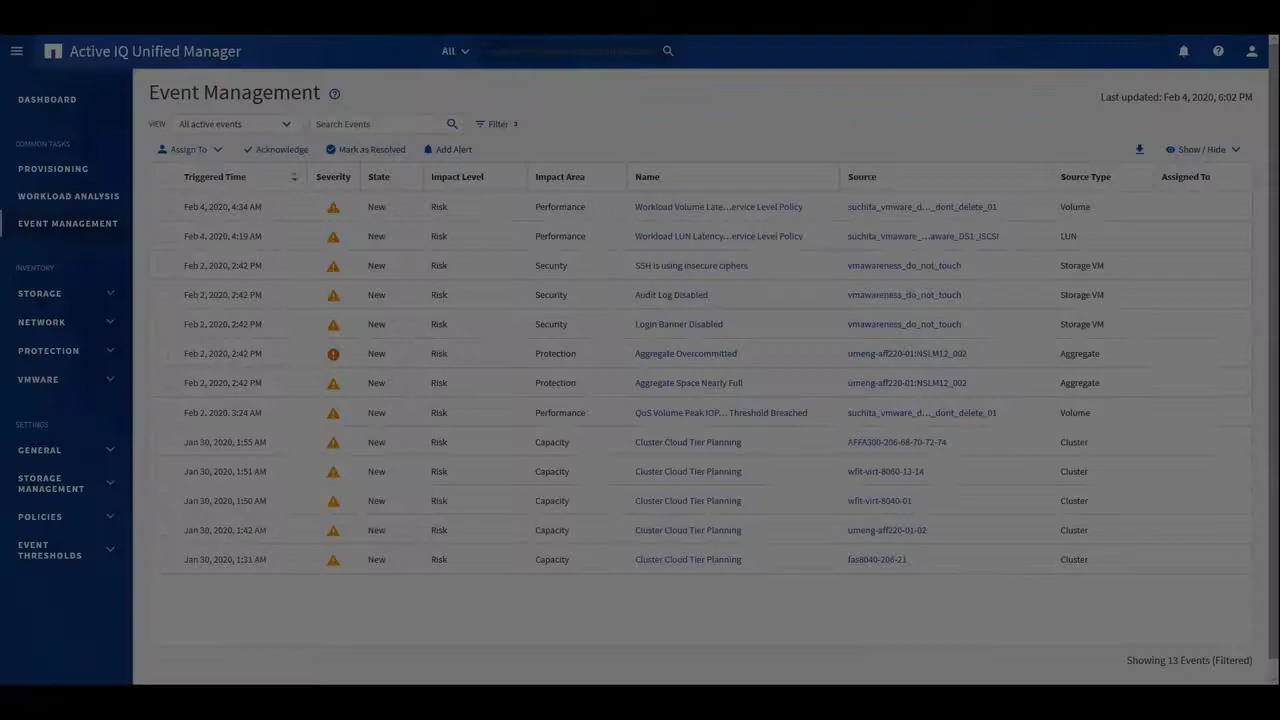 Active IQ Unified Manager
All
Event Management
Last updated: Feb 4, 2020, 6:02 PM
VIEW All active events Search Events Filter 3
Assign To Acknowledge Mark as Resolved Add Alert Show / Hide
Triggered Time Severity State Impact Level Impact Area Name Source Source Type Assigned To
Feb 4, 2020, 4:34 AM New Risk Performance Workload Volume Late...ervice Level Policy suchita_vmware_d..._dont_delete_01 Volume
Feb 4, 2020, 4:19 AM New Risk Performance Workload LUN Latency...ervice Level Policy suchita_vmaware_...aware_DS1_ISCSI LUN
Feb 2, 2020, 2:42 PM New Risk Security SSH is using insecure ciphers vmawareness_do_not_touch Storage VM
Feb 2, 2020, 2:42 PM New Risk Security Audit Log Disabled vmawareness_do_not_touch Storage VM
Feb 2, 2020, 2:42 PM New Risk Security Login Banner Disabled vmawareness_do_not_touch Storage VM
Feb 2, 2020, 2:42 PM New Risk Protection Aggregate Overcommitted umeng-aff220-01:NSLM12_002 Aggregate
Feb 2, 2020, 2:42 PM New Risk Protection Aggregate Space Nearly Full umeng-aff220-01:NSLM12_002 Aggregate
Feb 2, 2020, 3:24 AM New Risk Performance QoS Volume Peak IOP... Threshold Breached suchita_vmware_d..._dont_delete_01 Volume
Jan 30, 2020, 1:55 AM New Risk Capacity Cluster Cloud Tier Planning AFFA300-206-68-70-72-74 Cluster
Jan 30, 2020, 1:51 AM New Risk Capacity Cluster Cloud Tier Planning wfit-virt-8060-13-14 Cluster
Jan 30, 2020, 1:50 AM New Risk Capacity Cluster Cloud Tier Planning wfit-virt-8040-01 Cluster
Jan 30, 2020, 1:42 AM New Risk Capacity Cluster Cloud Tier Planning umeng-aff220-01-02 Cluster
Jan 30, 2020, 1:31 AM New Risk Capacity Cluster Cloud Tier Planning fas8040-206-21 Cluster
Showing 13 Events (Filtered)
DASHBOARD
COMMON TASKS
PROVISIONING
WORKLOAD ANALYSIS
EVENT MANAGEMENT
INVENTORY
STORAGE
NETWORK
PROTECTION
VMWARE
SETTINGS
GENERAL
STORAGE
MANAGEMENT
POLICIES
EVENT
THRESHOLDS